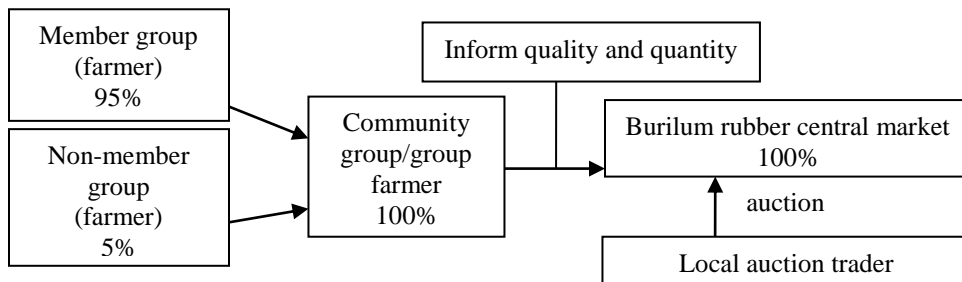 Member group
(farmer)
95%
Non-member
group
(farmer)
5%
Community
group/group
farmer
100%
Inform quality and quantity
Burilum rubber central market
100%
auction
Local auction trader